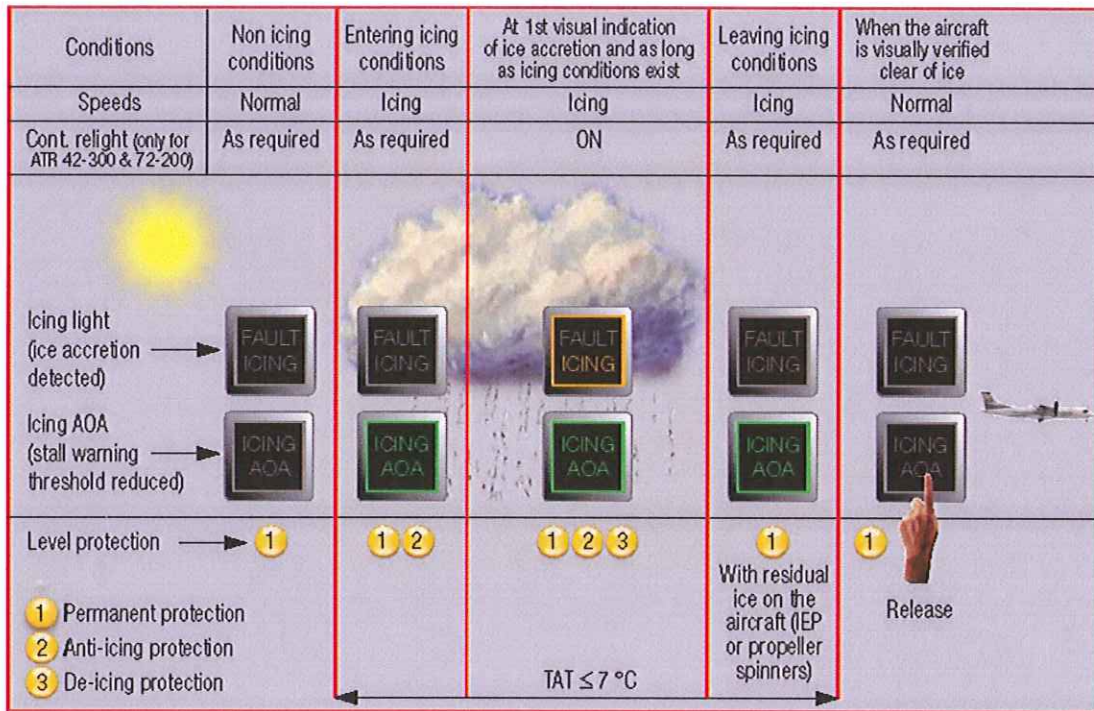 Conditions
Non icing
conditions
Entering icing
conditions
At 1st visual indication
of ice accretion and as long
as icing conditions exist
Leaving icing
conditions
When the aircraft
is visually verified
clear of ice
Speeds
Normal
Icing
Icing
Icing
Normal
Cont. relight (only for
ATR 42-300 & 72-200)
As required
As required
ON
As required
As required
Icing light
(ice accretion
detected)
FAULT
ICING
FAULT
ICING
FAULT
ICING
FAULT
ICING
FAULT
ICING
Icing AOA
(stall warning
threshold reduced)
ICING
AOA
ICING
AOA
ICING
AOA
ICING
AOA
ICING
AOA
Level protection
1
1 2
1 2 3
1
1
With residual
ice on the
aircraft (IEP
or propeller
spinners)
Release
1 Permanent protection
2 Anti-icing protection
3 De-icing protection
TAT ≤ 7 °C